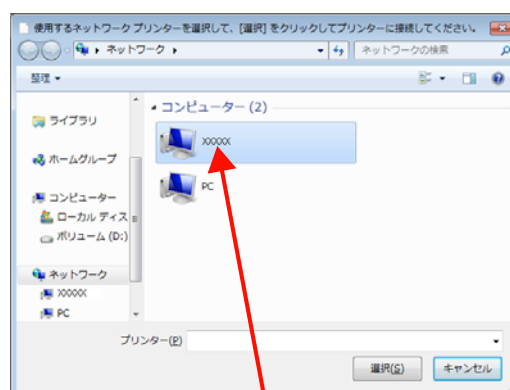 使用するネットワーク プリンターを選択して、[選択] をクリックしてプリンターに接続してください。
ネットワーク
ネットワークの検索
整理
ライブラリ
ホームグループ
コンピューター
ローカル ディス
ボリューム (D:)
ネットワーク
XXXXX
PC
コンピューター (2)
XXXXX
PC
プリンター(P)
選択(S)
キャンセル